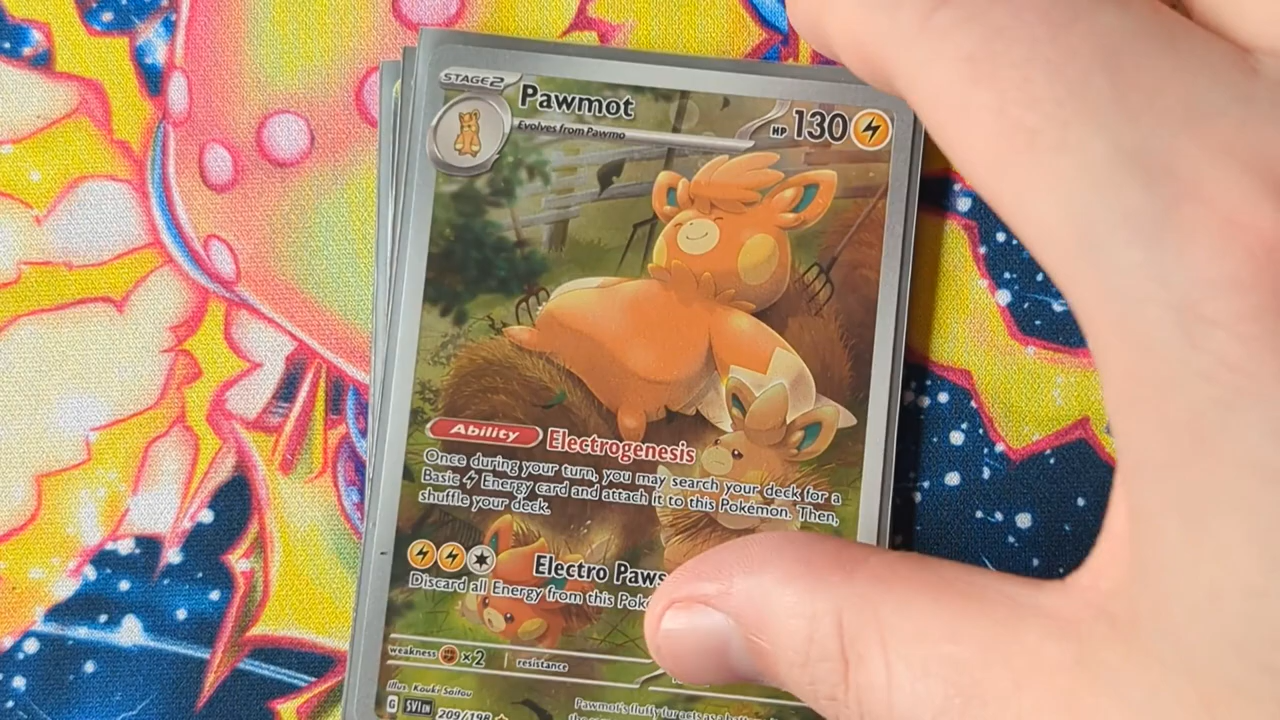 STAGE2
Pawmot
HP 130
Evolves from Pawmo
Ability Electrogenesis
Once during your turn, you may search your deck for a
Basic Energy card and attach it to this Pokémon. Then,
shuffle your deck.
Electro Paws
Discard all Energy from this
weakness x2 resistance
Illus. Kouki Saitou
Pawmot's fluffy fur acts as a
G SVI EN 209/198